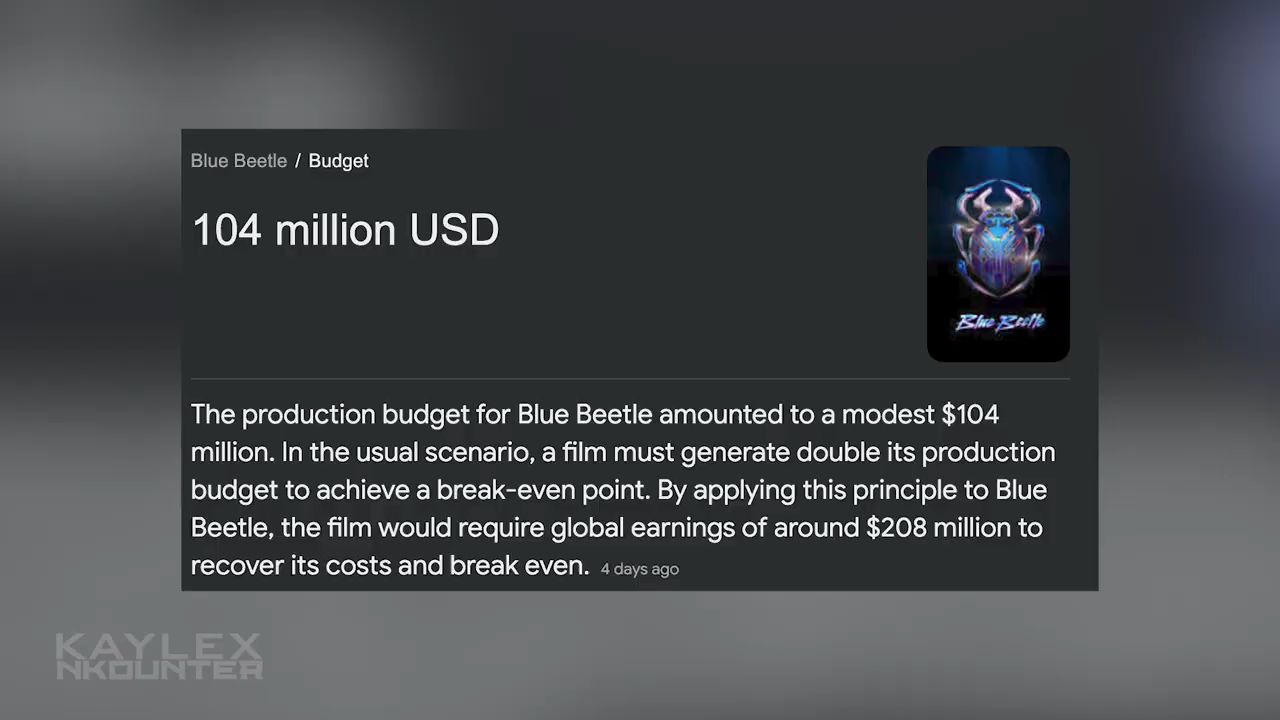 Blue Beetle / Budget
104 million USD
Blue Beetle
The production budget for Blue Beetle amounted to a modest $104
million. In the usual scenario, a film must generate double its production
budget to achieve a break-even point. By applying this principle to Blue
Beetle, the film would require global earnings of around $208 million to
recover its costs and break even. 4 days ago
KAYLEX
NKOUNTER